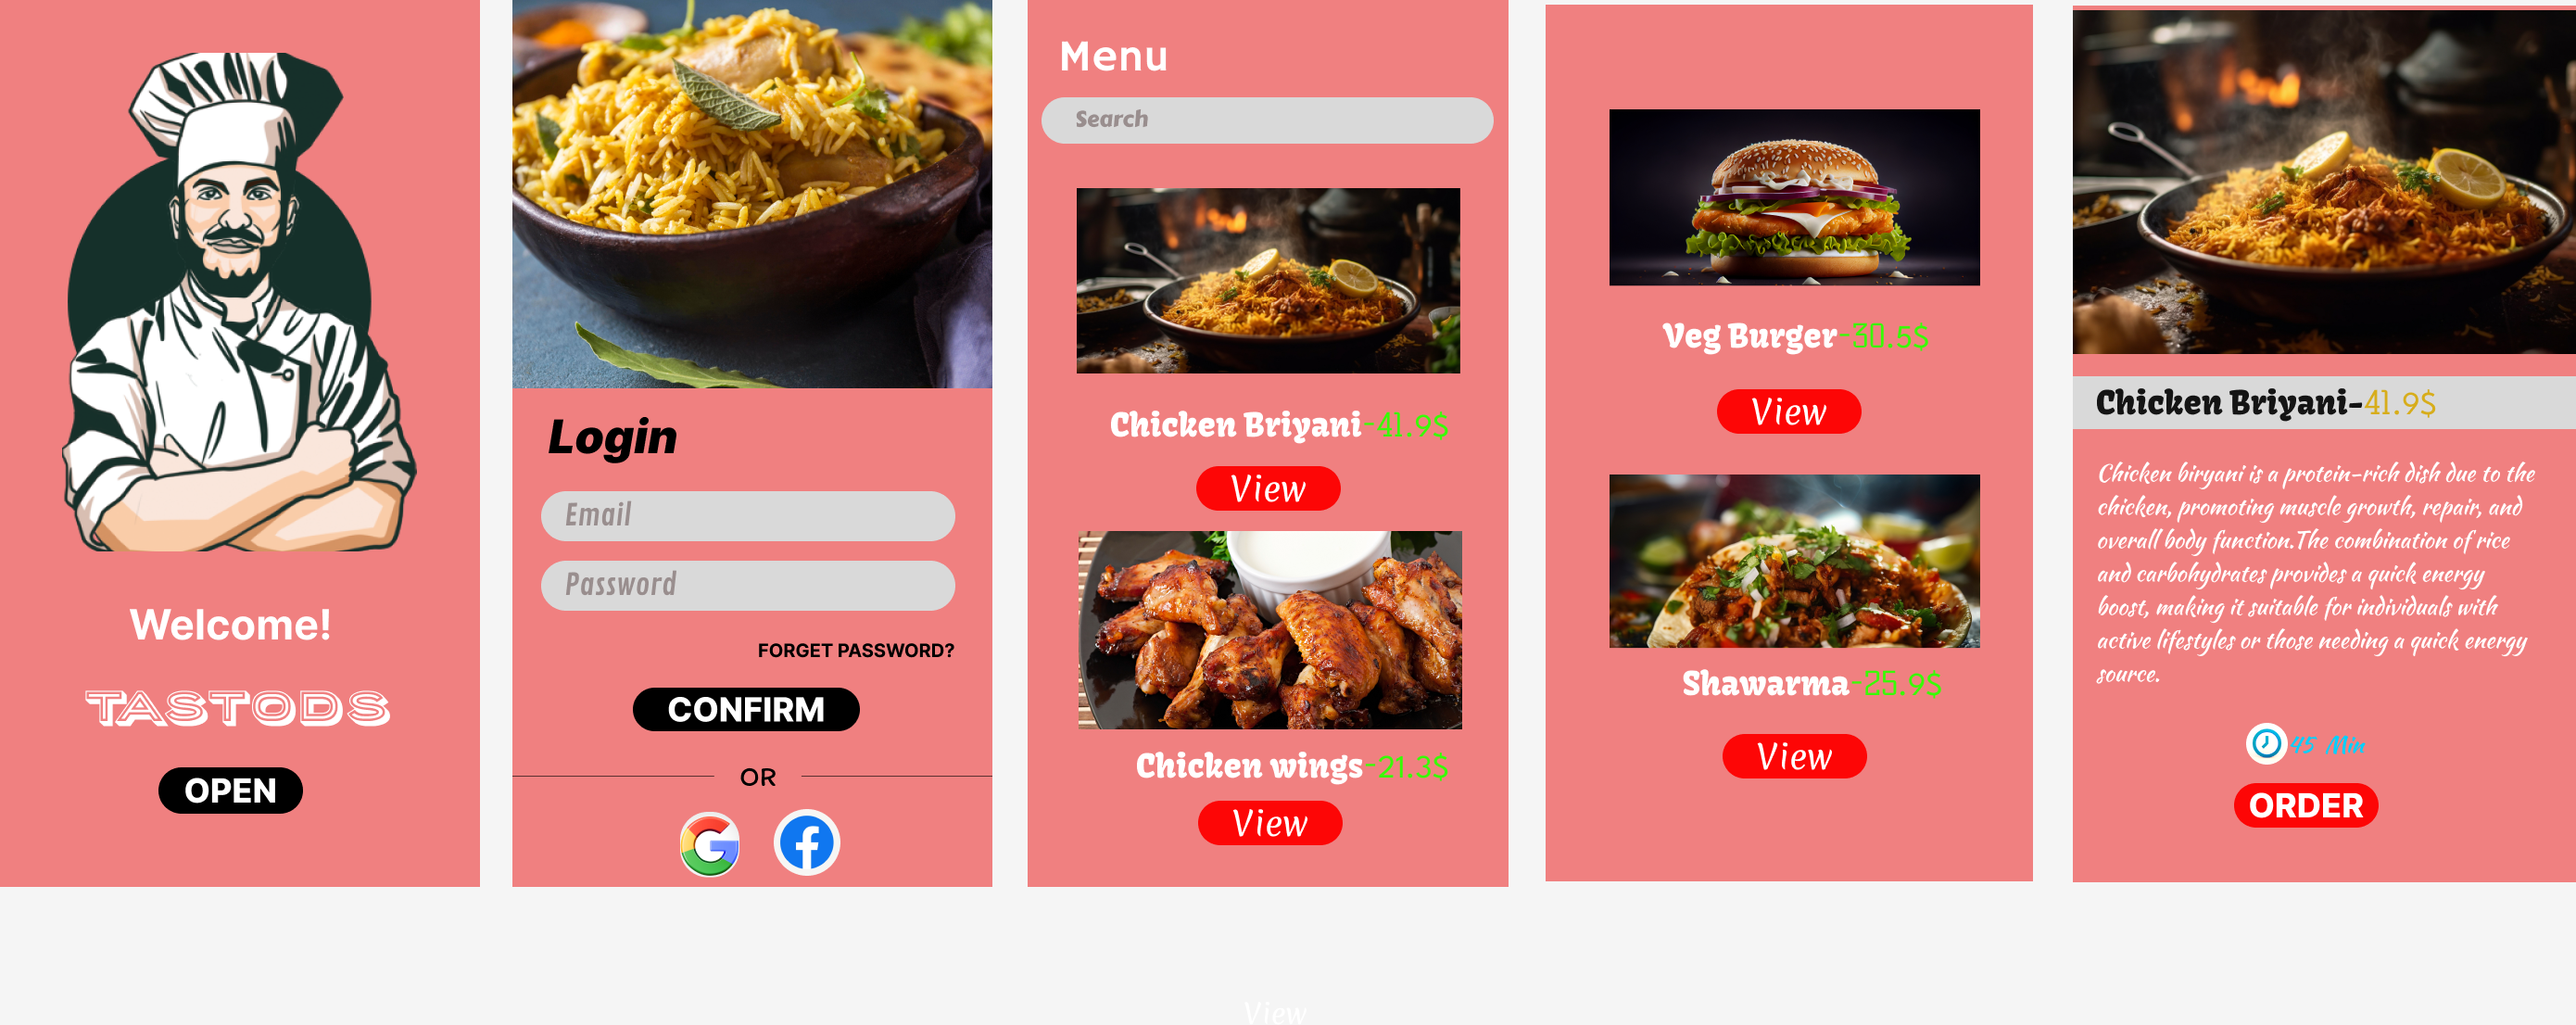 Welcome!
TASTODS
OPEN
Login
Email
Password
FORGET PASSWORD?
CONFIRM
OR
Menu
Search
Chicken Briyani-41.9$
View
Chicken wings-21.3$
View
Veg Burger-30.5$
View
Shawarma-25.9$
View
Chicken Briyani-41.9$
Chicken biryani is a protein-rich dish due to the
chicken, promoting muscle growth, repair, and
overall body function.The combination of rice
and carbohydrates provides a quick energy
boost, making it suitable for individuals with
active lifestyles or those needing a quick energy
source.
45 Min
ORDER
View